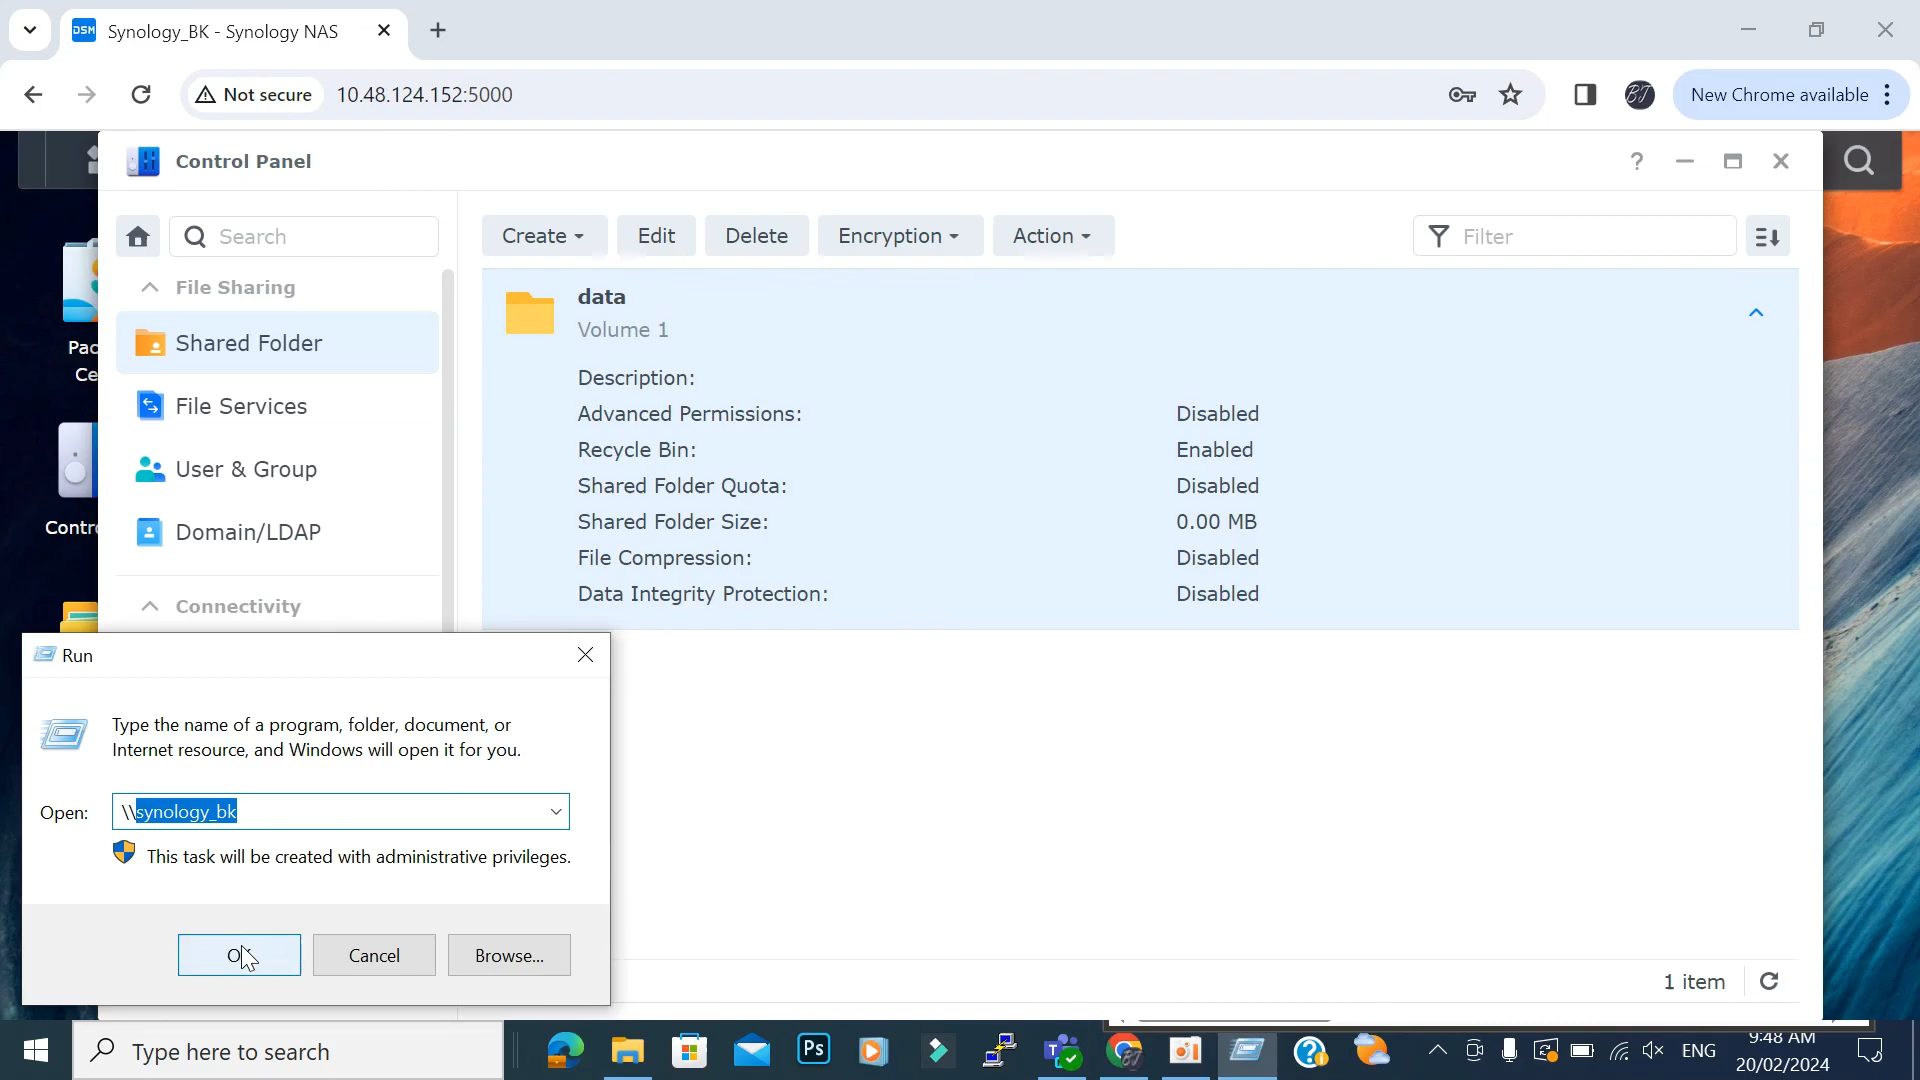 Synology_BK - Synology NAS
Not secure
10.48.124.152:5000
New Chrome available
Control Panel
Search
Create
Edit
Delete
Encryption
Action
Filter
File Sharing
Shared Folder
File Services
User & Group
Domain/LDAP
Connectivity
data
Volume 1
Description:
Advanced Permissions: Disabled
Recycle Bin: Enabled
Shared Folder Quota: Disabled
Shared Folder Size: 0.00 MB
File Compression: Disabled
Data Integrity Protection: Disabled
1 item
Pac
Ce
Contro
Run
Type the name of a program, folder, document, or
Internet resource, and Windows will open it for you.
Open: \\synology_bk
This task will be created with administrative privileges.
OK
Cancel
Browse...
Type here to search
Ps
ENG
9:48 AM
20/02/2024